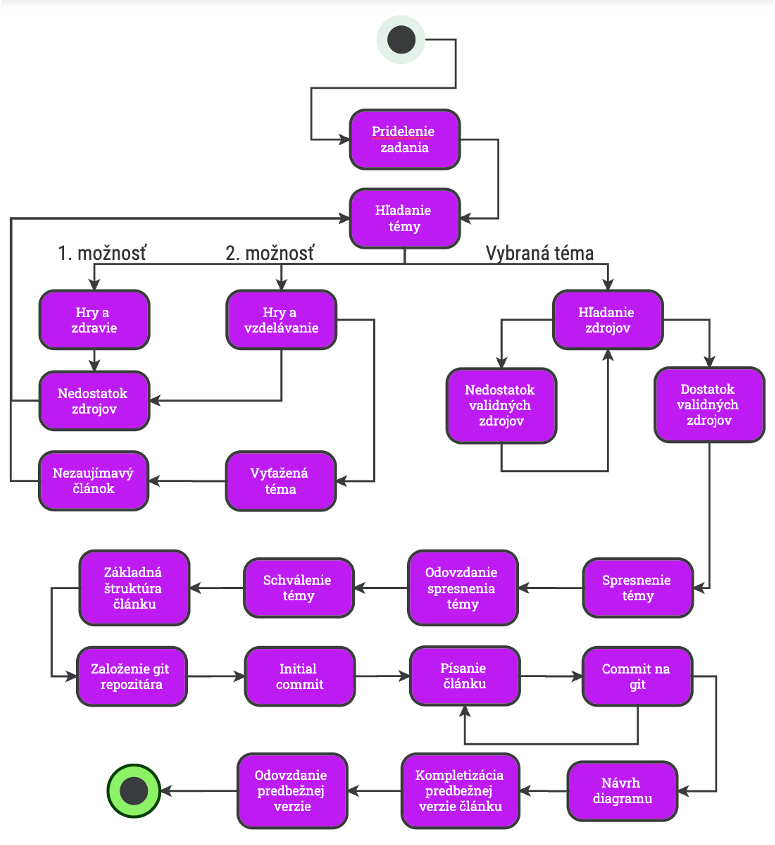 Pridelenie
zadania
Hľadanie
témy
1. možnosť
2. možnosť
Vybraná téma
Hry a
zdravie
Hry a
vzdelávanie
Hľadanie
zdrojov
Nedostatok
zdrojov
Nedostatok
validných
zdrojov
Dostatok
validných
zdrojov
Nezaujímavý
článok
Vyťažená
téma
Základná
štruktúra
článku
Schválenie
témy
Odovzdanie
spresnenia
témy
Spresnenie
témy
Založenie git
repozitára
Initial
commit
Písanie
článku
Commit na
git
Odovzdanie
predbežnej
verzie
Kompletizácia
predbežnej
verzie článku
Návrh
diagramu